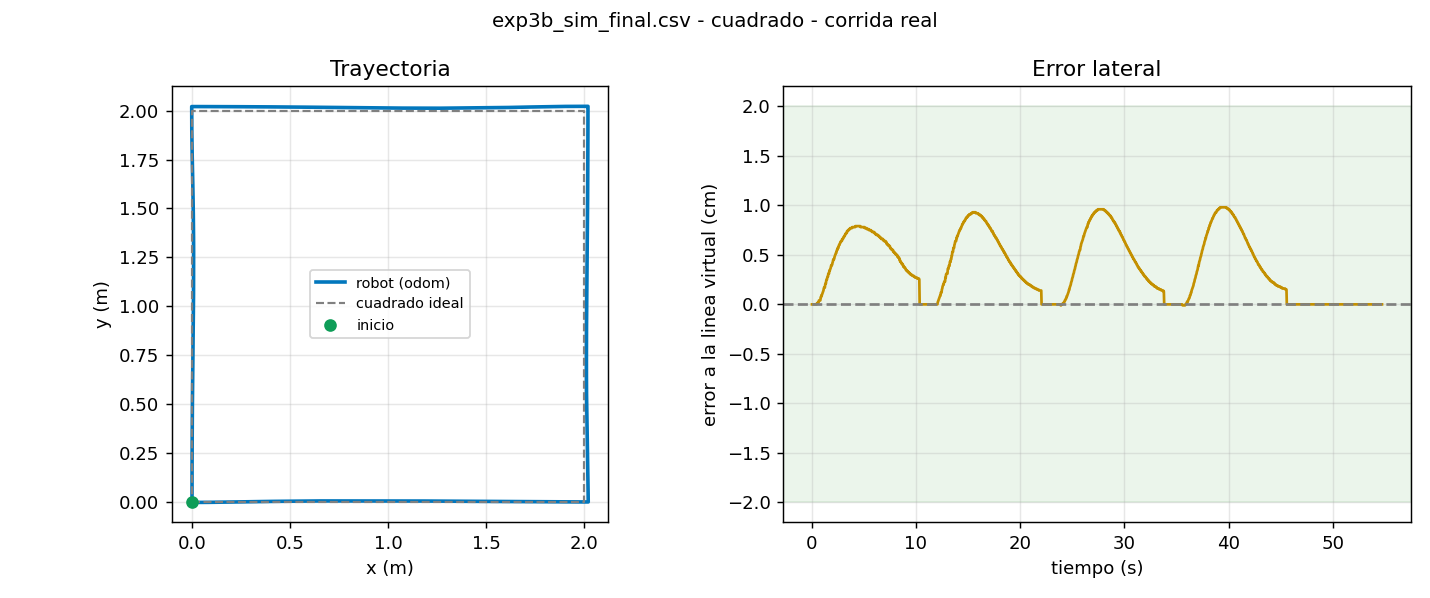 exp3b_sim_final.csv - cuadrado - corrida real
Trayectoria
y (m)
2.00
1.75
1.50
1.25
1.00
0.75
0.50
0.25
0.00
robot (odom)
cuadrado ideal
inicio
0.0 0.5 1.0 1.5 2.0
x (m)
Error lateral
error a la linea virtual (cm)
2.0
1.5
1.0
0.5
0.0
−0.5
−1.0
−1.5
−2.0
0 10 20 30 40 50
tiempo (s)